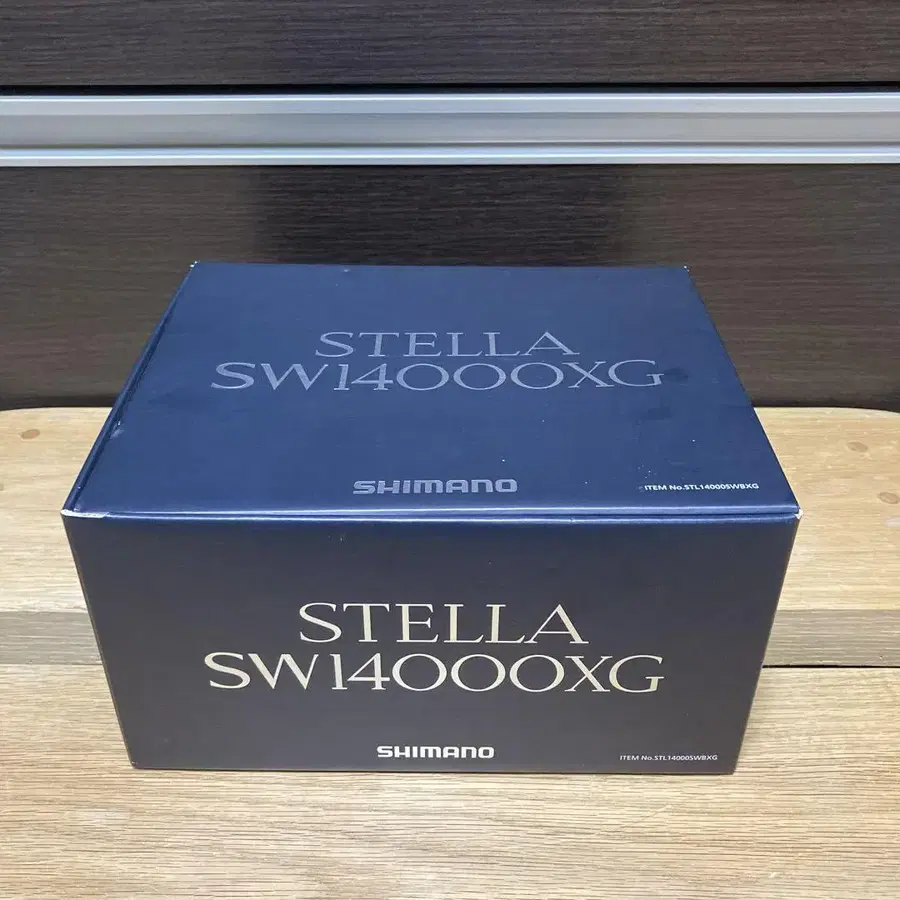 STELLA
SW14000XG
SHIMANO
ITEM No.STL14000SWBXG
STELLA
SW14000XG
SHIMANO
ITEM No.STL14000SWBXG